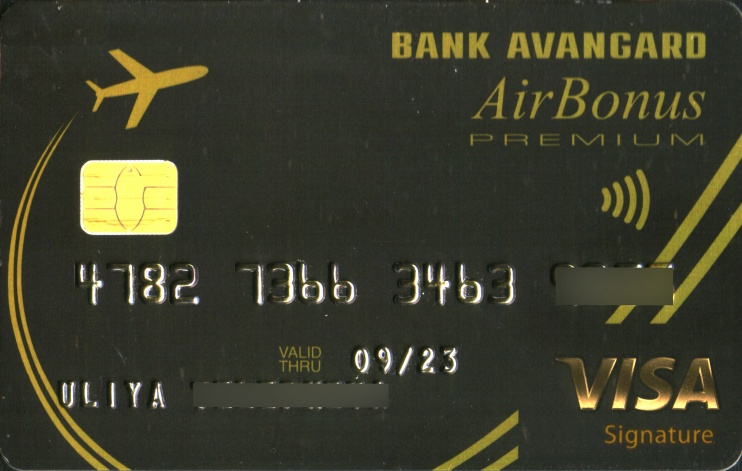 BANK AVANGARD
AirBonus
PREMIUM
4782 7366 3463
VALID THRU 09/23
ULIYA
VISA
Signature